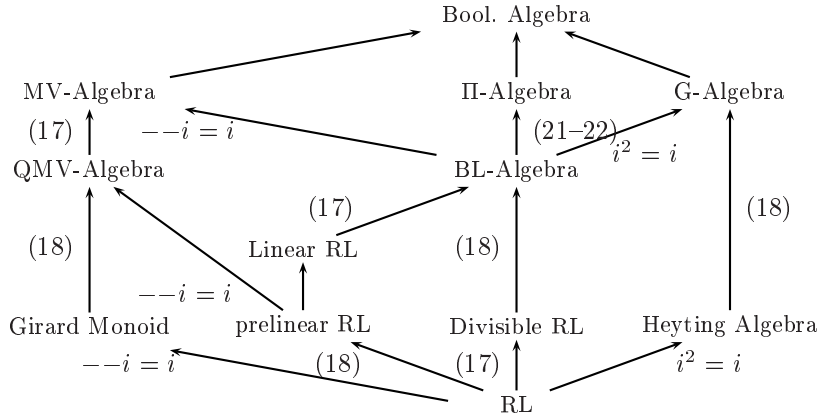 Bool. Algebra
MV-Algebra
Π-Algebra
G-Algebra
(17)
−−i = i
(21–22)
i² = i
QMV-Algebra
BL-Algebra
(17)
(18)
(18)
(18)
Linear RL
−−i = i
Girard Monoid
prelinear RL
Divisible RL
Heyting Algebra
−−i = i
(18)
(17)
i² = i
RL